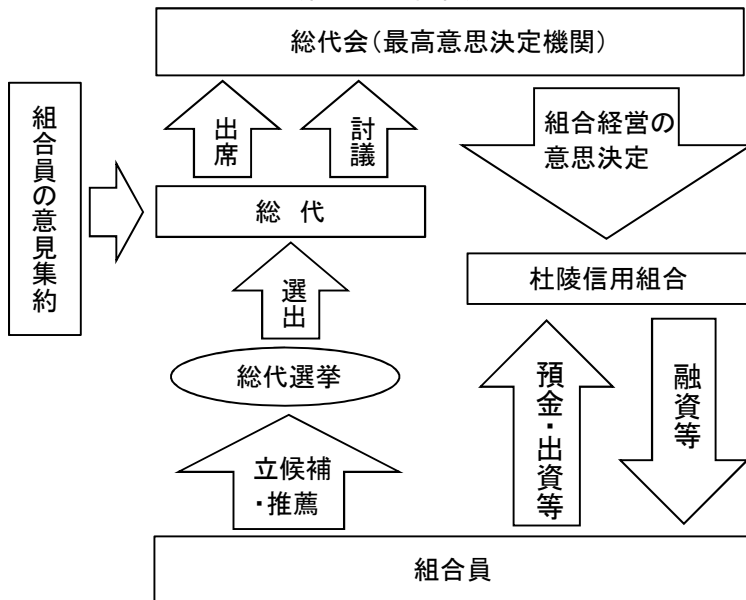 総代会（最高意思決定機関）
出席
討議
組合経営の
意思決定
組合員の意見集約
総 代
杜陵信用組合
選出
総代選挙
預金・出資等
融資等
立候補
・推薦
組合員